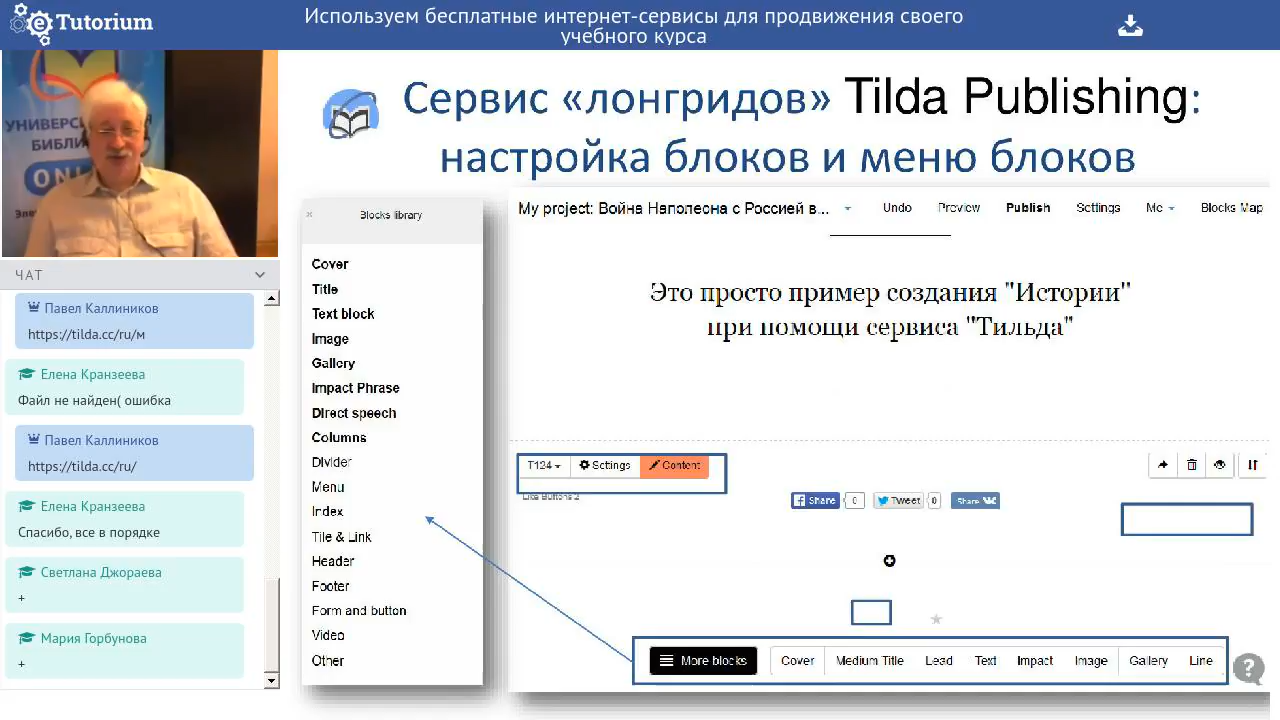 eTutorium
Используем бесплатные интернет-сервисы для продвижения своего
учебного курса
ЧАТ
Павел Каллиников
https://tilda.cc/ru/м
Елена Кранзеева
Файл не найден( ошибка
Павел Каллиников
https://tilda.cc/ru/
Елена Кранзеева
Спасибо, все в порядке
Светлана Джораева
+
Мария Горбунова
+
Сервис «лонгридов» Tilda Publishing:
настройка блоков и меню блоков
Blocks library
Cover
Title
Text block
Image
Gallery
Impact Phrase
Direct speech
Columns
Divider
Menu
Index
Tile & Link
Header
Footer
Form and button
Video
Other
My project: Война Наполеона с Россией в...
Undo
Preview
Publish
Settings
Me
Blocks Map
Это просто пример создания "Истории"
при помощи сервиса "Тильда"
T124
Settings
Content
Like Buttons 2
Share 0
Tweet 0
Share
More blocks
Cover
Medium Title
Lead
Text
Impact
Image
Gallery
Line
?